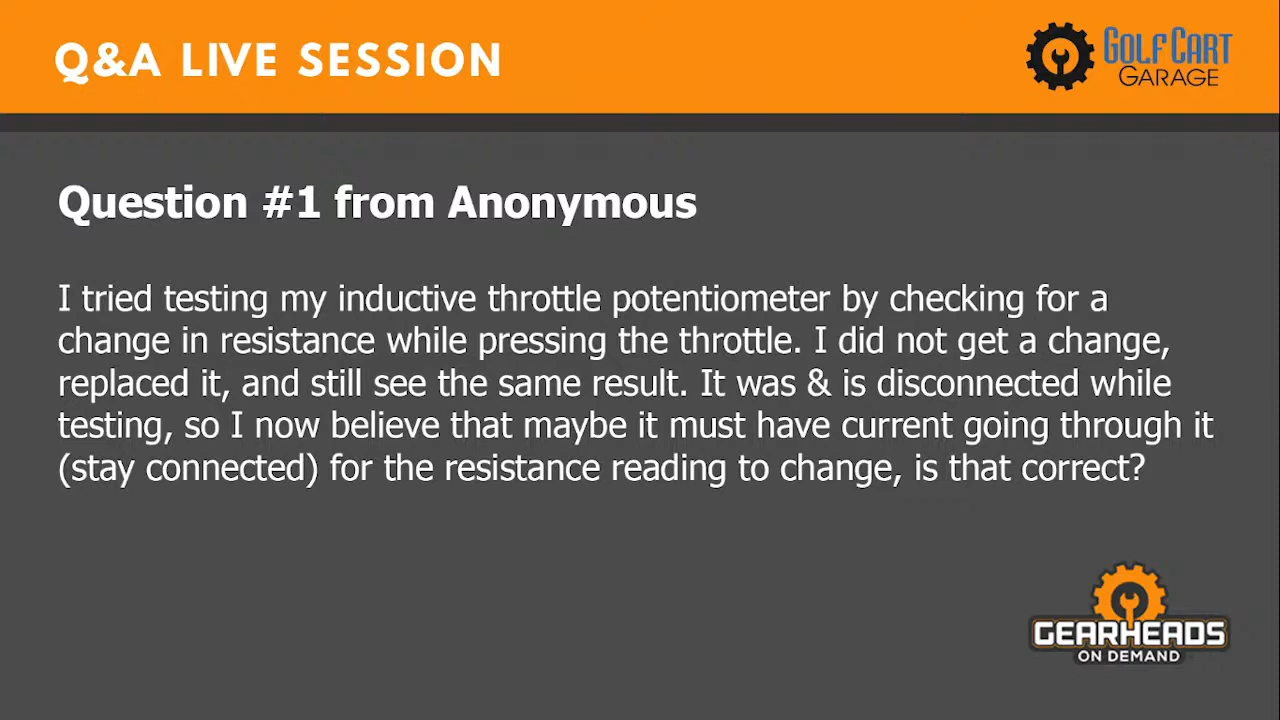 Q&A LIVE SESSION
GOLF CART
GARAGE
Question #1 from Anonymous
I tried testing my inductive throttle potentiometer by checking for a
change in resistance while pressing the throttle. I did not get a change,
replaced it, and still see the same result. It was & is disconnected while
testing, so I now believe that maybe it must have current going through it
(stay connected) for the resistance reading to change, is that correct?
GEARHEADS
ON DEMAND